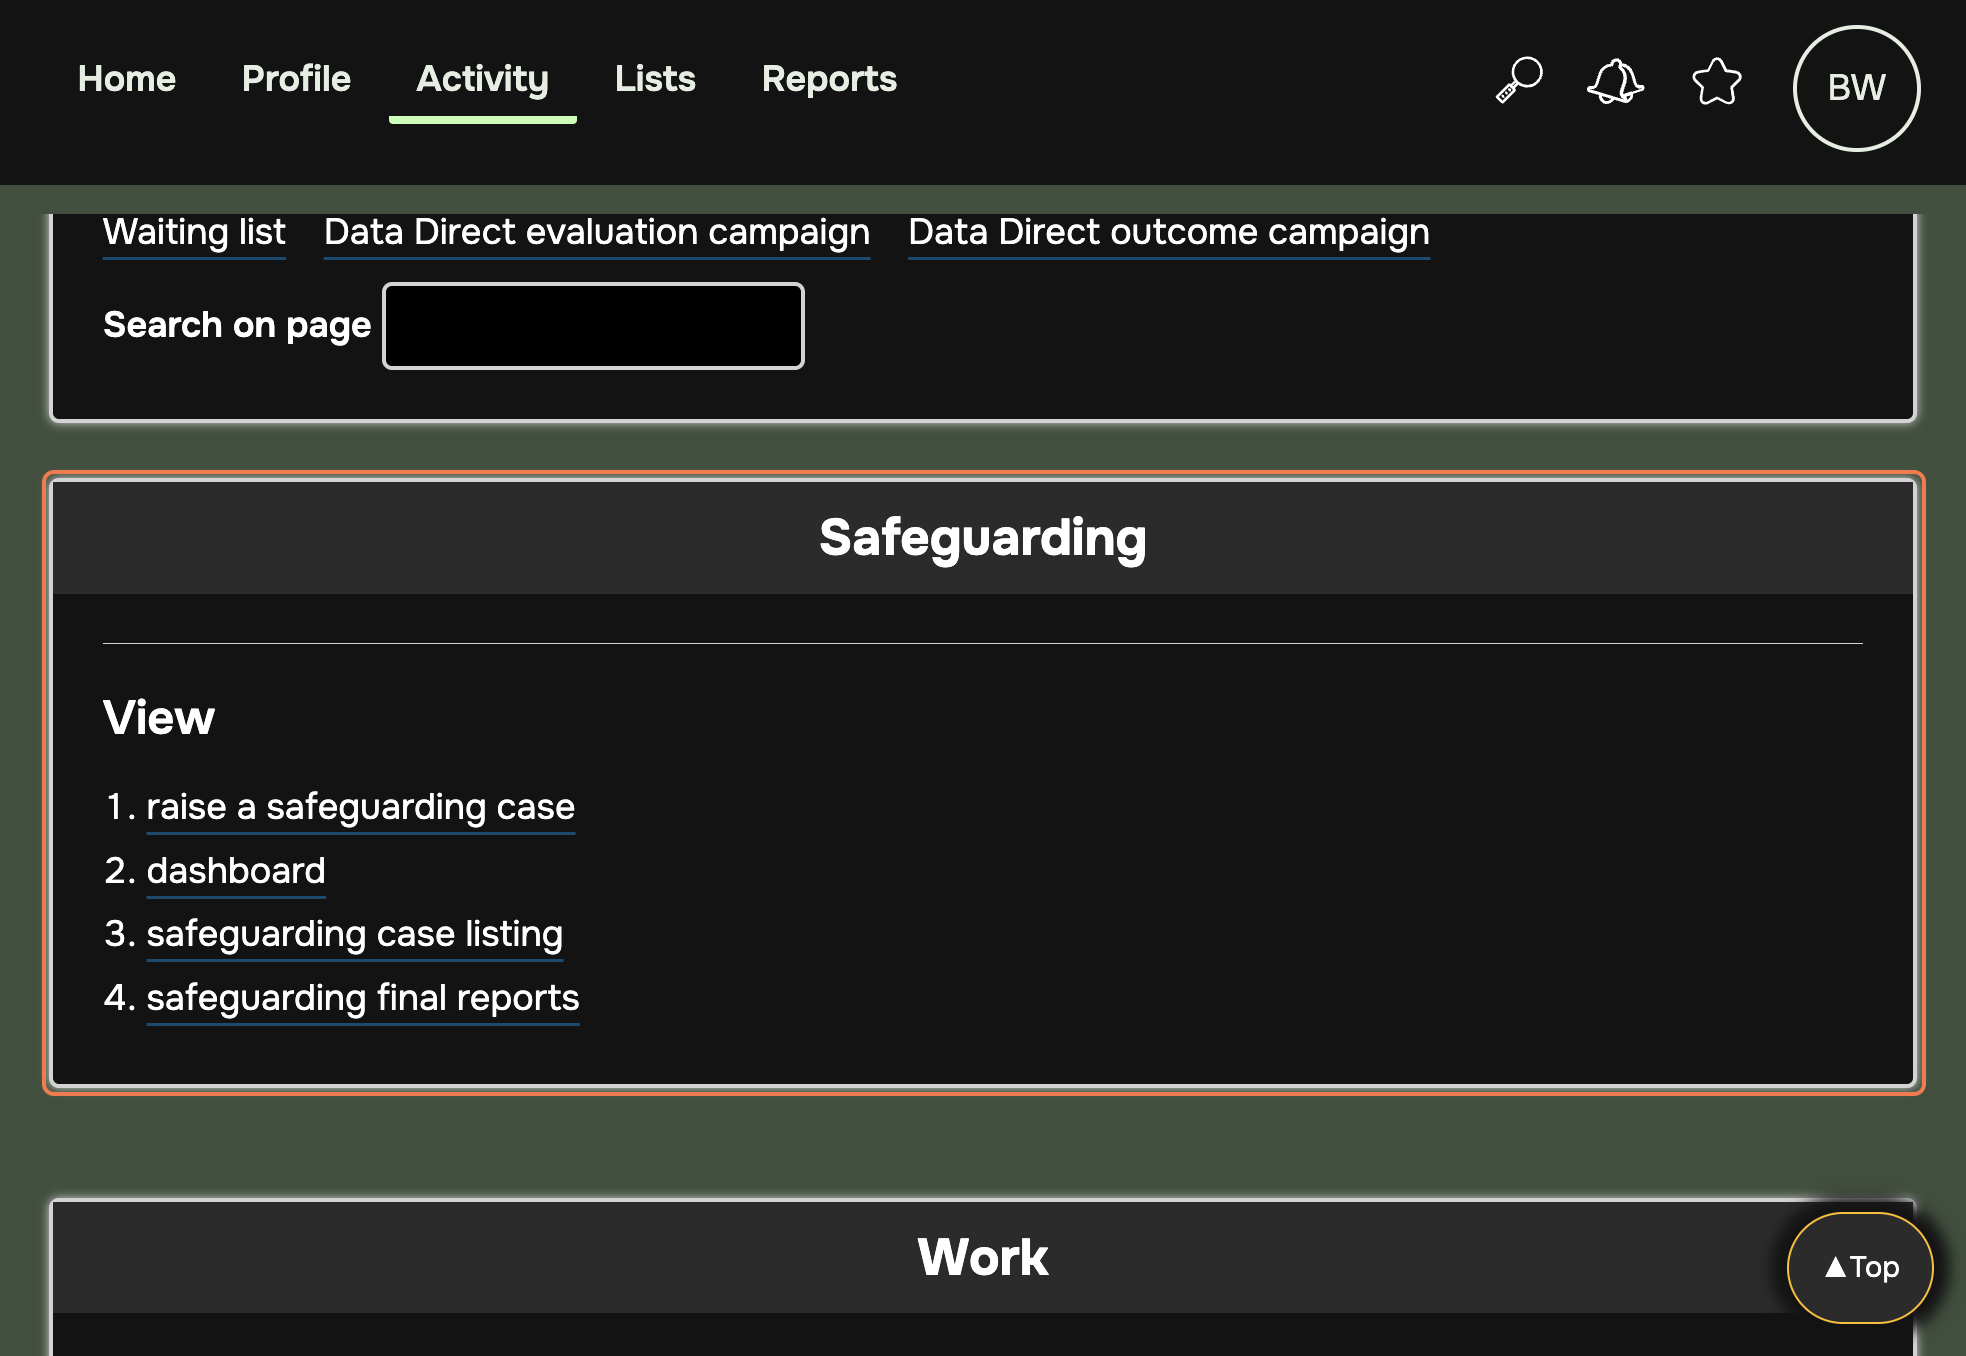 Home Profile Activity Lists Reports BW
Waiting list Data Direct evaluation campaign Data Direct outcome campaign
Search on page
Safeguarding
View
1. raise a safeguarding case
2. dashboard
3. safeguarding case listing
4. safeguarding final reports
Work
▲Top